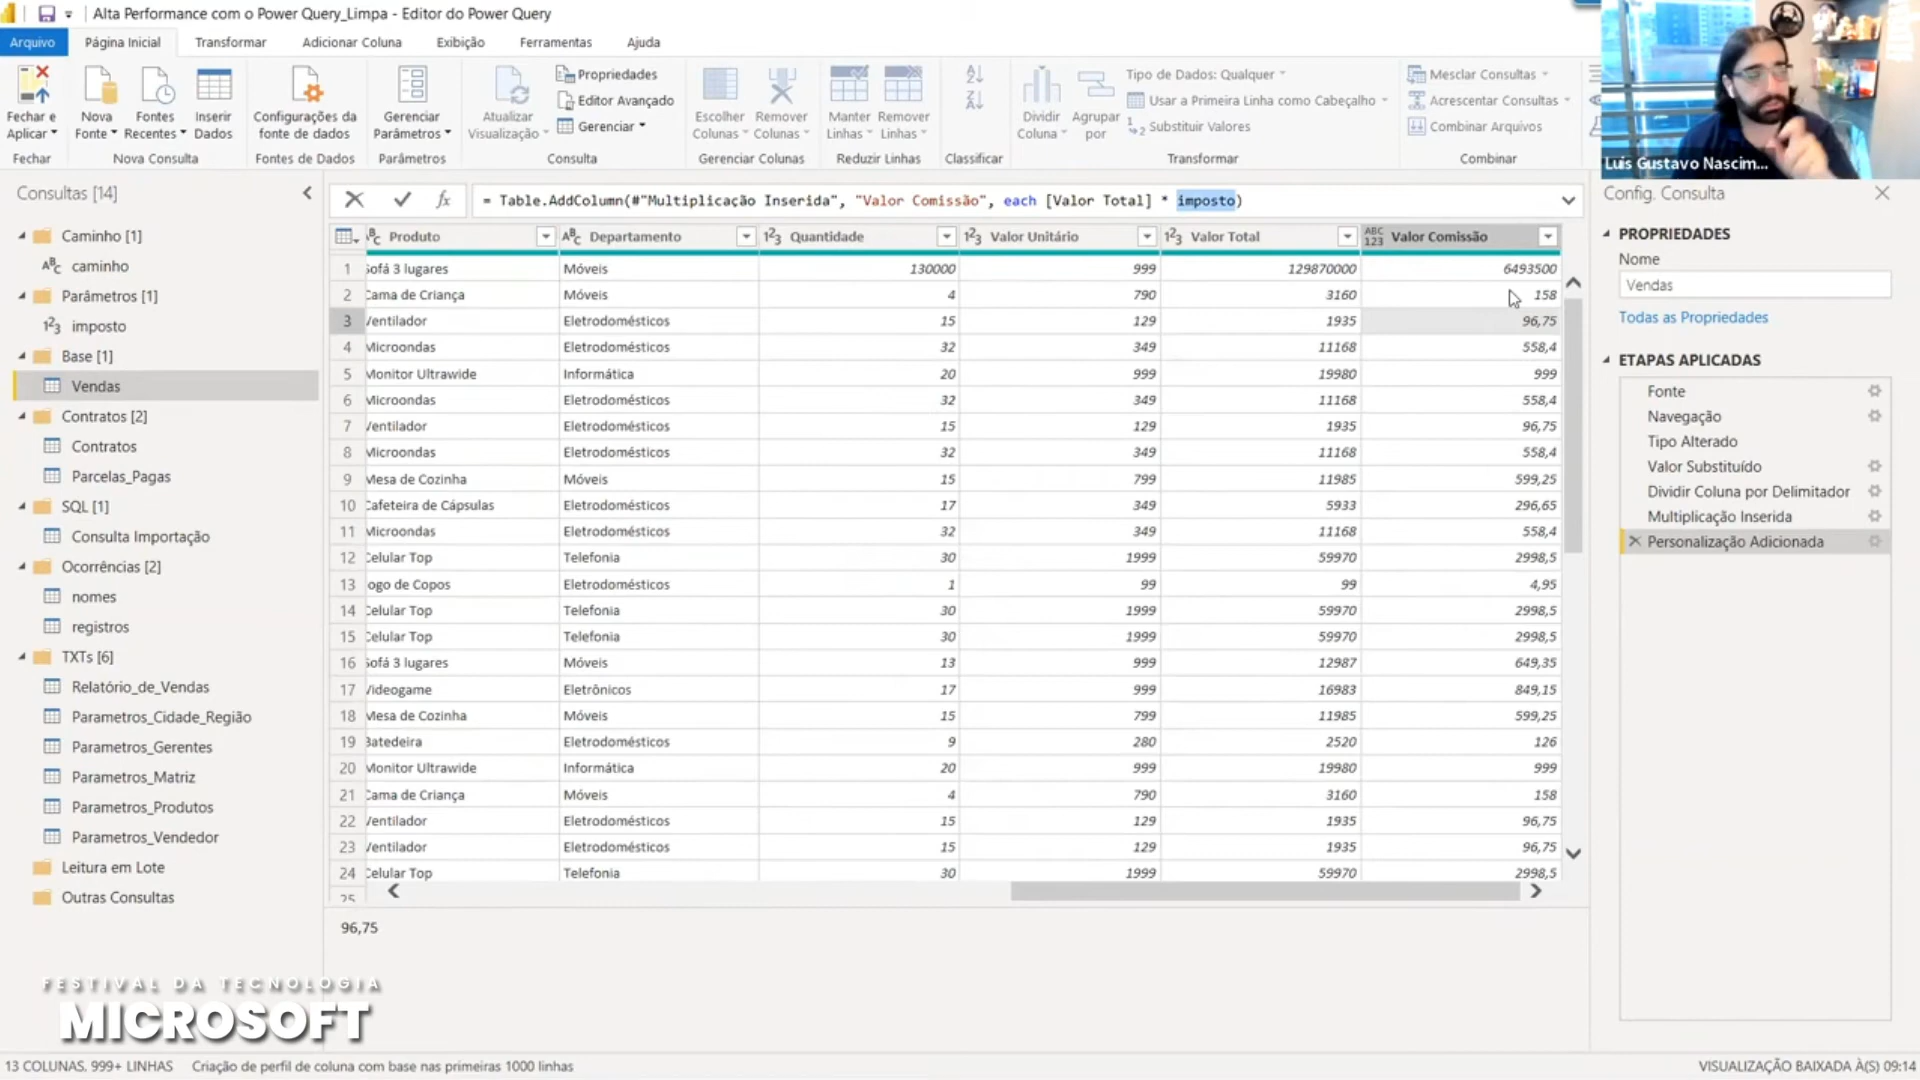 Alta Performance com o Power Query_Limpa - Editor do Power Query
Arquivo
Página Inicial
Transformar
Adicionar Coluna
Exibição
Ferramentas
Ajuda
Fechar e Aplicar
Nova Fonte
Fontes Recentes
Inserir Dados
Configurações da fonte de dados
Gerenciar Parâmetros
Atualizar Visualização
Propriedades
Editor Avançado
Gerenciar
Escolher Colunas
Remover Colunas
Manter Linhas
Remover Linhas
Dividir Coluna
Agrupar por
Tipo de Dados: Qualquer
Usar a Primeira Linha como Cabeçalho
Substituir Valores
Mesclar Consultas
Acrescentar Consultas
Combinar Arquivos
Fechar
Nova Consulta
Fontes de Dados
Parâmetros
Consulta
Gerenciar Colunas
Reduzir Linhas
Classificar
Transformar
Combinar
Luis Gustavo Nascim...
Consultas [14]
Caminho [1]
caminho
Parâmetros [1]
imposto
Base [1]
Vendas
Contratos [2]
Contratos
Parcelas_Pagas
SQL [1]
Consulta Importação
Ocorrências [2]
nomes
registros
TXTs [6]
Relatório_de_Vendas
Parametros_Cidade_Região
Parametros_Gerentes
Parametros_Matriz
Parametros_Produtos
Parametros_Vendedor
Leitura em Lote
Outras Consultas
= Table.AddColumn(#"Multiplicação Inserida", "Valor Comissão", each [Valor Total] * imposto)
Produto Departamento Quantidade Valor Unitário Valor Total Valor Comissão
1 Sofá 3 lugares Móveis 130000 999 129870000 6493500
2 Cama de Criança Móveis 4 790 3160 158
3 Ventilador Eletrodomésticos 15 129 1935 96,75
4 Microondas Eletrodomésticos 32 349 11168 558,4
5 Monitor Ultrawide Informática 20 999 19980 999
6 Microondas Eletrodomésticos 32 349 11168 558,4
7 Ventilador Eletrodomésticos 15 129 1935 96,75
8 Microondas Eletrodomésticos 32 349 11168 558,4
9 Mesa de Cozinha Móveis 15 799 11985 599,25
10 Cafeteira de Cápsulas Eletrodomésticos 17 349 5933 296,65
11 Microondas Eletrodomésticos 32 349 11168 558,4
12 Celular Top Telefonia 30 1999 59970 2998,5
13 ogo de Copos Eletrodomésticos 1 99 99 4,95
14 Celular Top Telefonia 30 1999 59970 2998,5
15 Celular Top Telefonia 30 1999 59970 2998,5
16 Sofá 3 lugares Móveis 13 999 12987 649,35
17 Videogame Eletrônicos 17 999 16983 849,15
18 Mesa de Cozinha Móveis 15 799 11985 599,25
19 Batedeira Eletrodomésticos 9 280 2520 126
20 Monitor Ultrawide Informática 20 999 19980 999
21 Cama de Criança Móveis 4 790 3160 158
22 Ventilador Eletrodomésticos 15 129 1935 96,75
23 Ventilador Eletrodomésticos 15 129 1935 96,75
24 Celular Top Telefonia 30 1999 59970 2998,5
25
96,75
Config. Consulta
PROPRIEDADES
Nome
Vendas
Todas as Propriedades
ETAPAS APLICADAS
Fonte
Navegação
Tipo Alterado
Valor Substituído
Dividir Coluna por Delimitador
Multiplicação Inserida
Personalização Adicionada
FESTIVAL DA TECNOLOGIA
MICROSOFT
13 COLUNAS, 999+ LINHAS
Criação de perfil de coluna com base nas primeiras 1000 linhas
VISUALIZAÇÃO BAIXADA À(S) 09:14